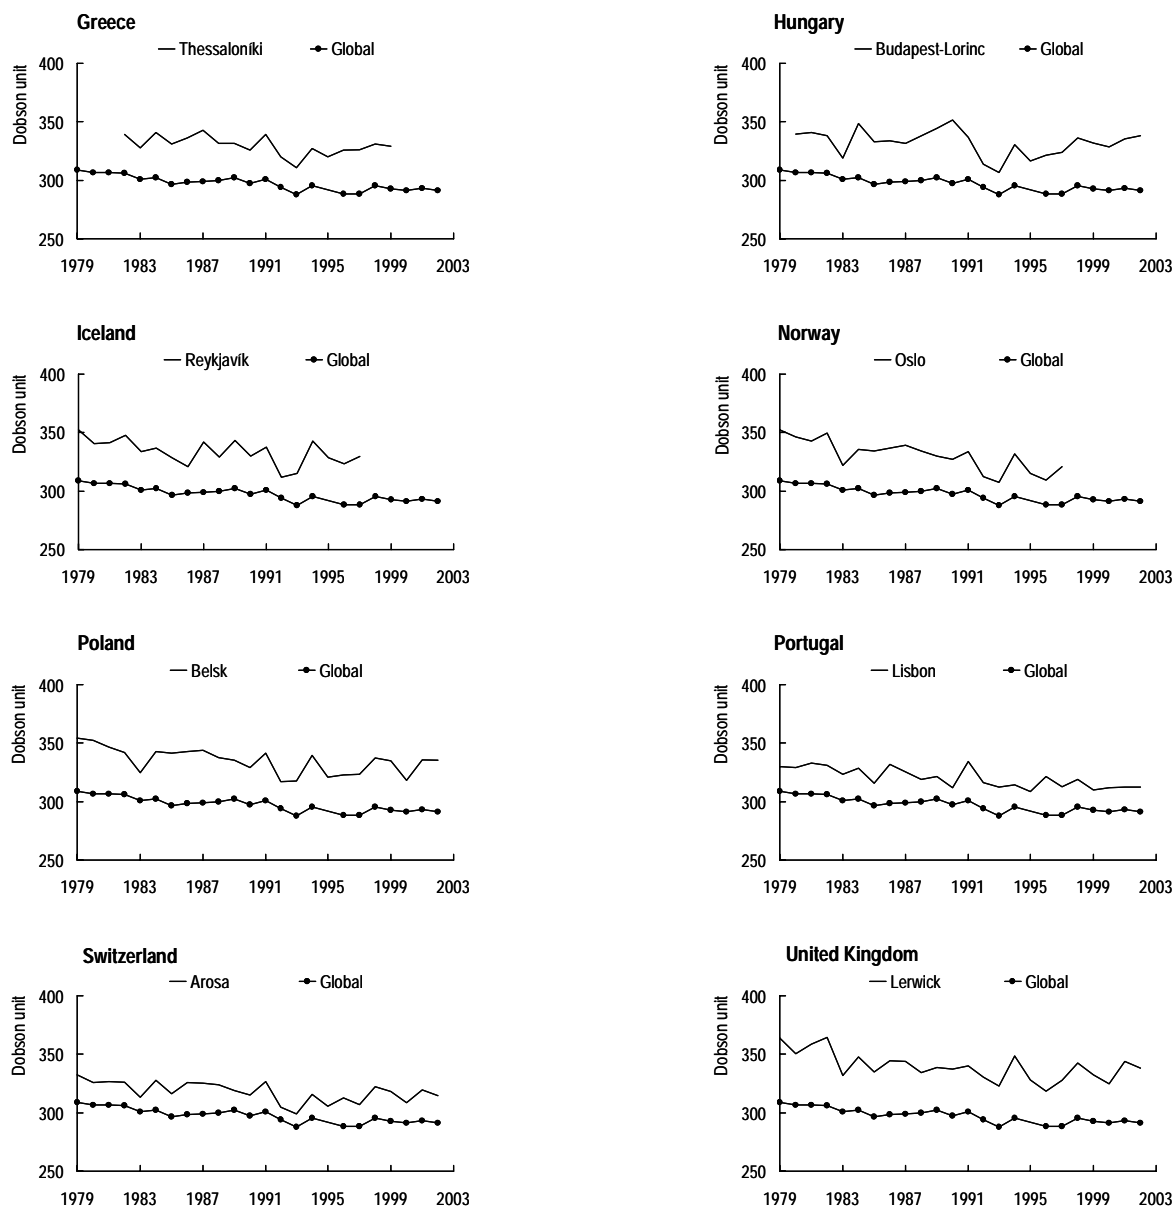 Greece
Thessaloníki Global
Dobson unit
400
350
300
250
1979 1983 1987 1991 1995 1999 2003
Hungary
Budapest-Lorinc Global
Dobson unit
400
350
300
250
1979 1983 1987 1991 1995 1999 2003
Iceland
Reykjavík Global
Dobson unit
400
350
300
250
1979 1983 1987 1991 1995 1999 2003
Norway
Oslo Global
Dobson unit
400
350
300
250
1979 1983 1987 1991 1995 1999 2003
Poland
Belsk Global
Dobson unit
400
350
300
250
1979 1983 1987 1991 1995 1999 2003
Portugal
Lisbon Global
Dobson unit
400
350
300
250
1979 1983 1987 1991 1995 1999 2003
Switzerland
Arosa Global
Dobson unit
400
350
300
250
1979 1983 1987 1991 1995 1999 2003
United Kingdom
Lerwick Global
Dobson unit
400
350
300
250
1979 1983 1987 1991 1995 1999 2003